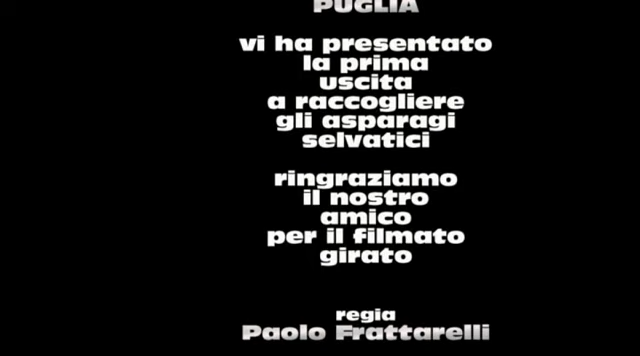 PUGLIA
vi ha presentato
la prima
uscita
a raccogliere
gli asparagi
selvatici
ringraziamo
il nostro
amico
per il filmato
girato
regia
Paolo Frattarelli